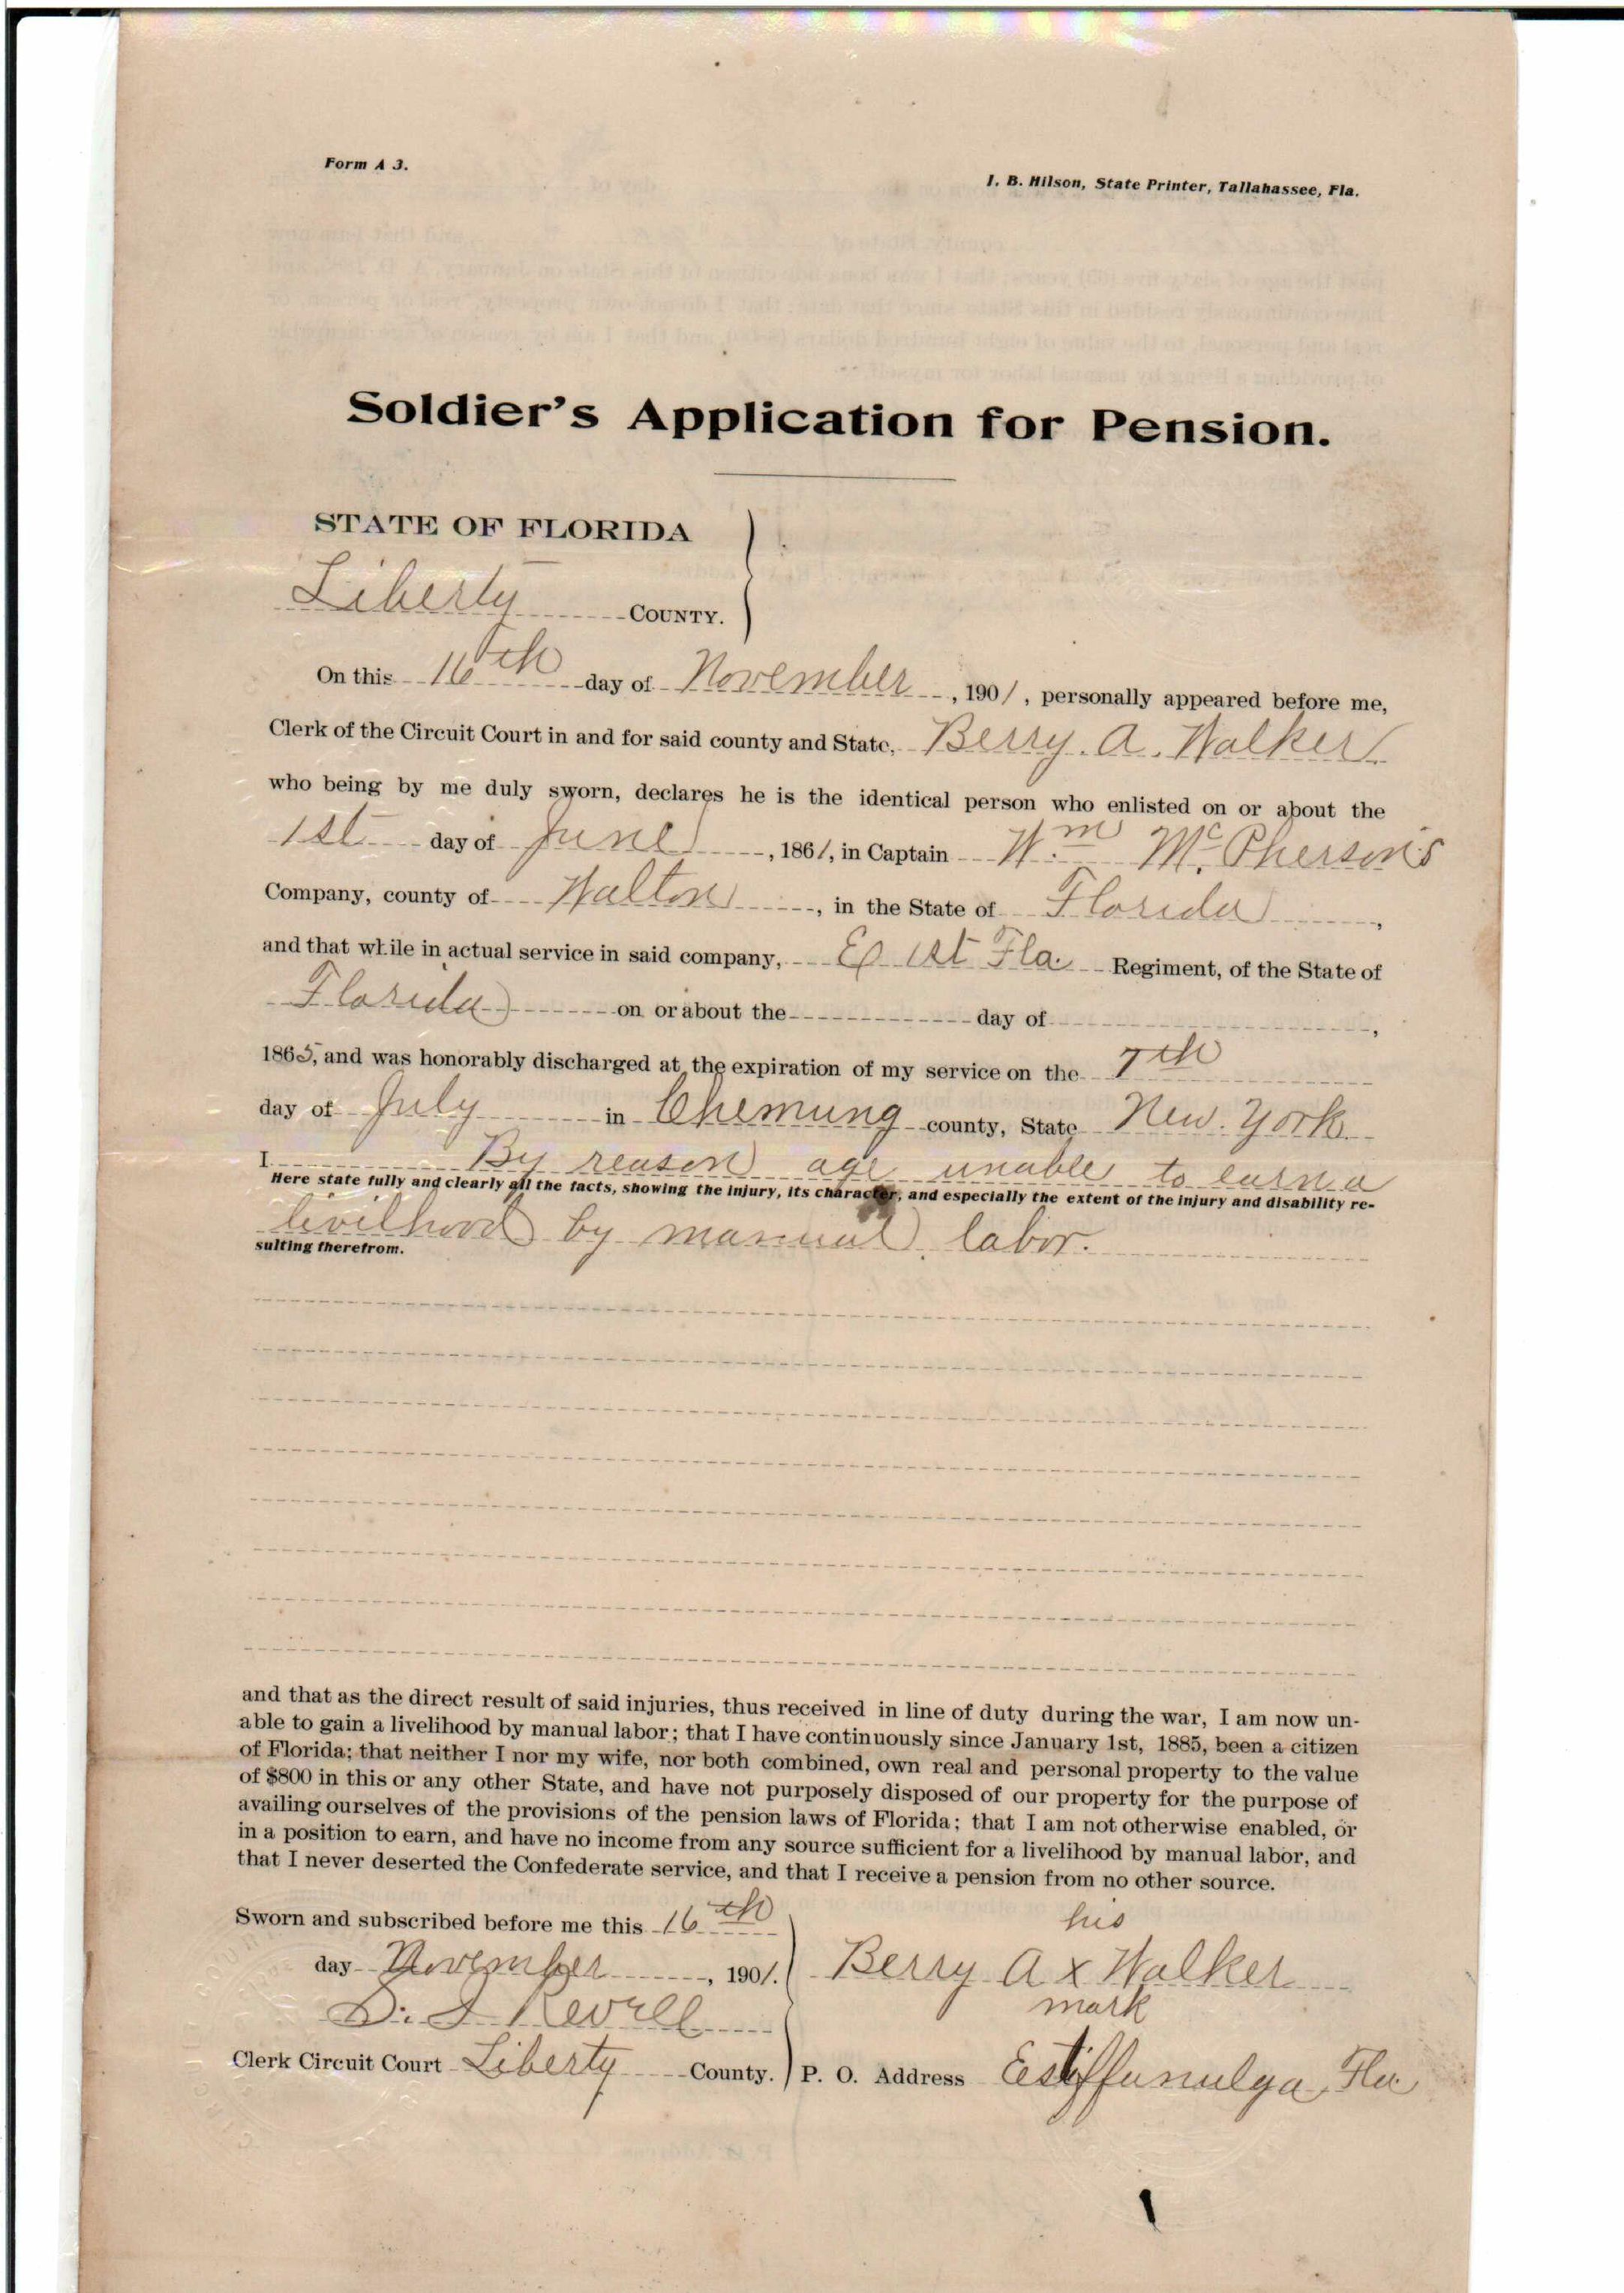 Form A 3.
I. B. Hilson, State Printer, Tallahassee, Fla.
Soldier's Application for Pension.
STATE OF FLORIDA
Liberty COUNTY.
On this 16th day of November, 1901, personally appeared before me,
Clerk of the Circuit Court in and for said county and State, Berry. A. Walker
who being by me duly sworn, declares he is the identical person who enlisted on or about the
1st day of June, 1861, in Captain Wm McPherson's
Company, county of Walton, in the State of Florida,
and that while in actual service in said company, E 1st Fla. Regiment, of the State of
Florida on or about the day of ,
1865, and was honorably discharged at the expiration of my service on the 7th
day of July in Chemung county, State New. York
I By reason age unable to earn a
Here state fully and clearly all the facts, showing the injury, its character, and especially the extent of the injury and disability re-
livilhood by manual labor.
sulting therefrom.
and that as the direct result of said injuries, thus received in line of duty during the war, I am now un-
able to gain a livelihood by manual labor; that I have continuously since January 1st, 1885, been a citizen
of Florida; that neither I nor my wife, nor both combined, own real and personal property to the value
of $800 in this or any other State, and have not purposely disposed of our property for the purpose of
availing ourselves of the provisions of the pension laws of Florida; that I am not otherwise enabled, or
in a position to earn, and have no income from any source sufficient for a livelihood by manual labor, and
that I never deserted the Confederate service, and that I receive a pension from no other source.
Sworn and subscribed before me this 16th
day November, 1901.
his
Berry A x Walker
mark
Revell
Clerk Circuit Court Liberty County.
P. O. Address Estiffunulga, Fla